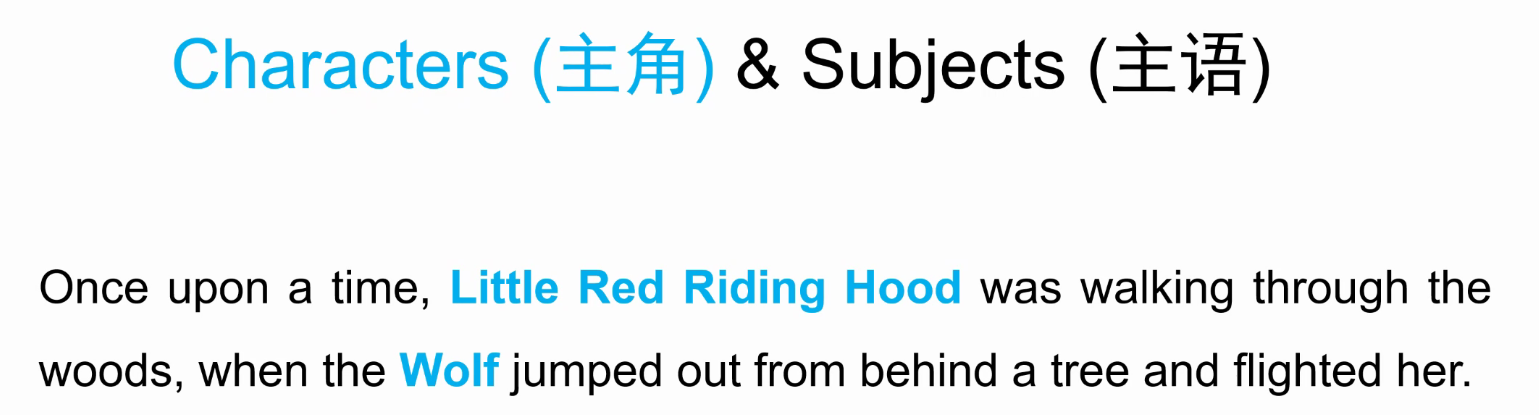 Characters (主角) & Subjects (主语)
Once upon a time, Little Red Riding Hood was walking through the
woods, when the Wolf jumped out from behind a tree and flighted her.